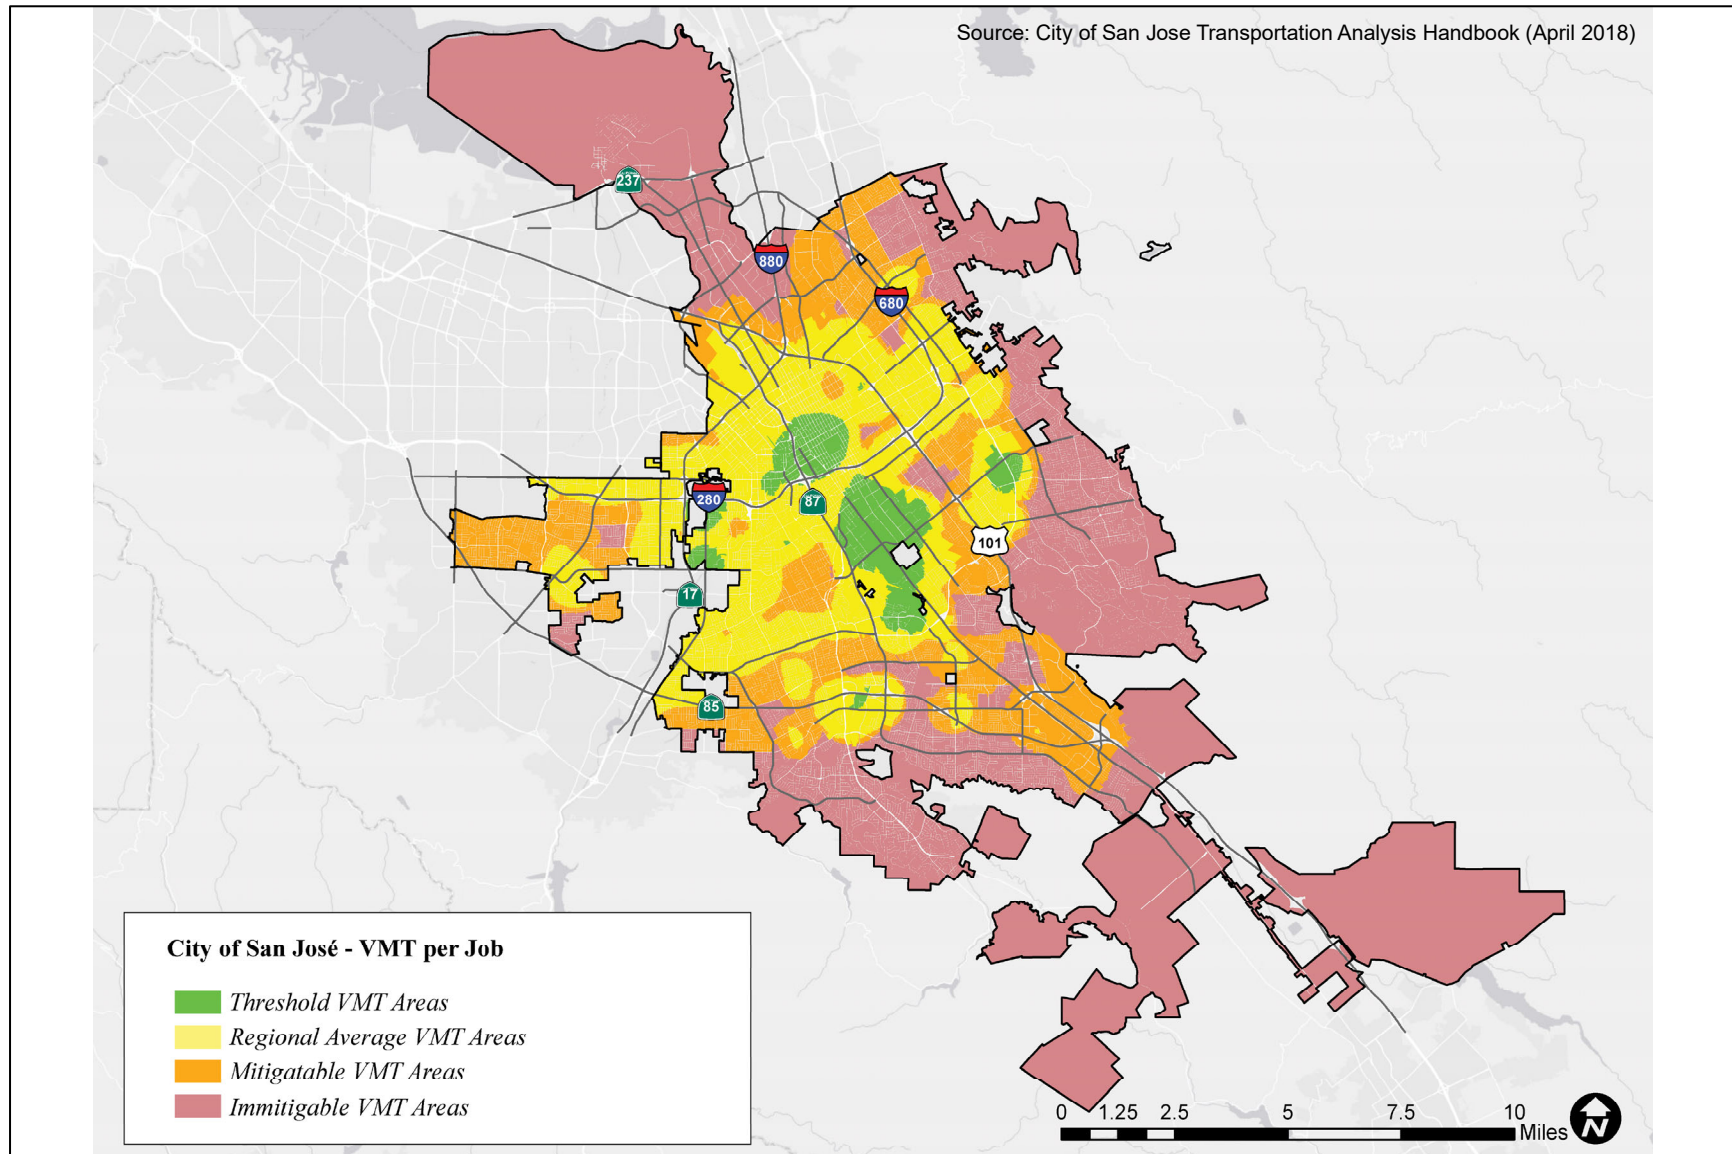 Source: City of San Jose Transportation Analysis Handbook (April 2018)
237
880
680
280
87
101
17
85
City of San José - VMT per Job
Threshold VMT Areas
Regional Average VMT Areas
Mitigatable VMT Areas
Immitigable VMT Areas
0 1.25 2.5 5 7.5 10
Miles
N